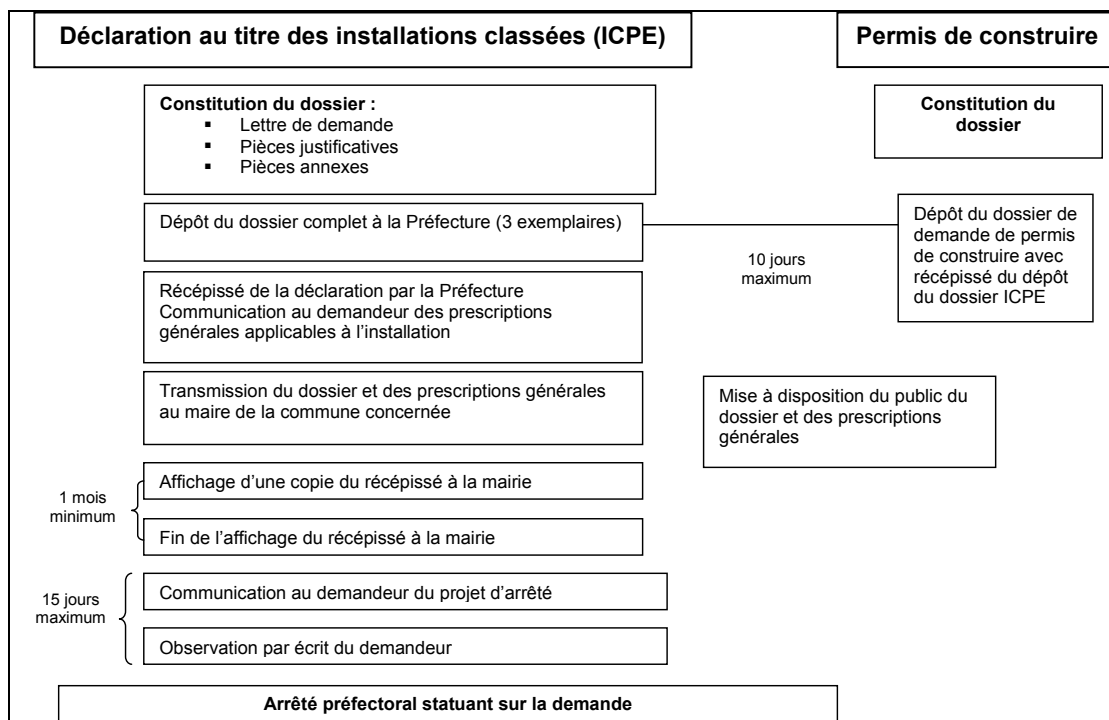 Déclaration au titre des installations classées (ICPE)
Permis de construire
Constitution du dossier :
▪ Lettre de demande
▪ Pièces justificatives
▪ Pièces annexes
Constitution du
dossier
Dépôt du dossier complet à la Préfecture (3 exemplaires)
10 jours
maximum
Dépôt du dossier de
demande de permis
de construire avec
récépissé du dépôt
du dossier ICPE
Récépissé de la déclaration par la Préfecture
Communication au demandeur des prescriptions
générales applicables à l'installation
Transmission du dossier et des prescriptions générales
au maire de la commune concernée
Mise à disposition du public du
dossier et des prescriptions
générales
1 mois
minimum
Affichage d'une copie du récépissé à la mairie
Fin de l'affichage du récépissé à la mairie
15 jours
maximum
Communication au demandeur du projet d'arrêté
Observation par écrit du demandeur
Arrêté préfectoral statuant sur la demande